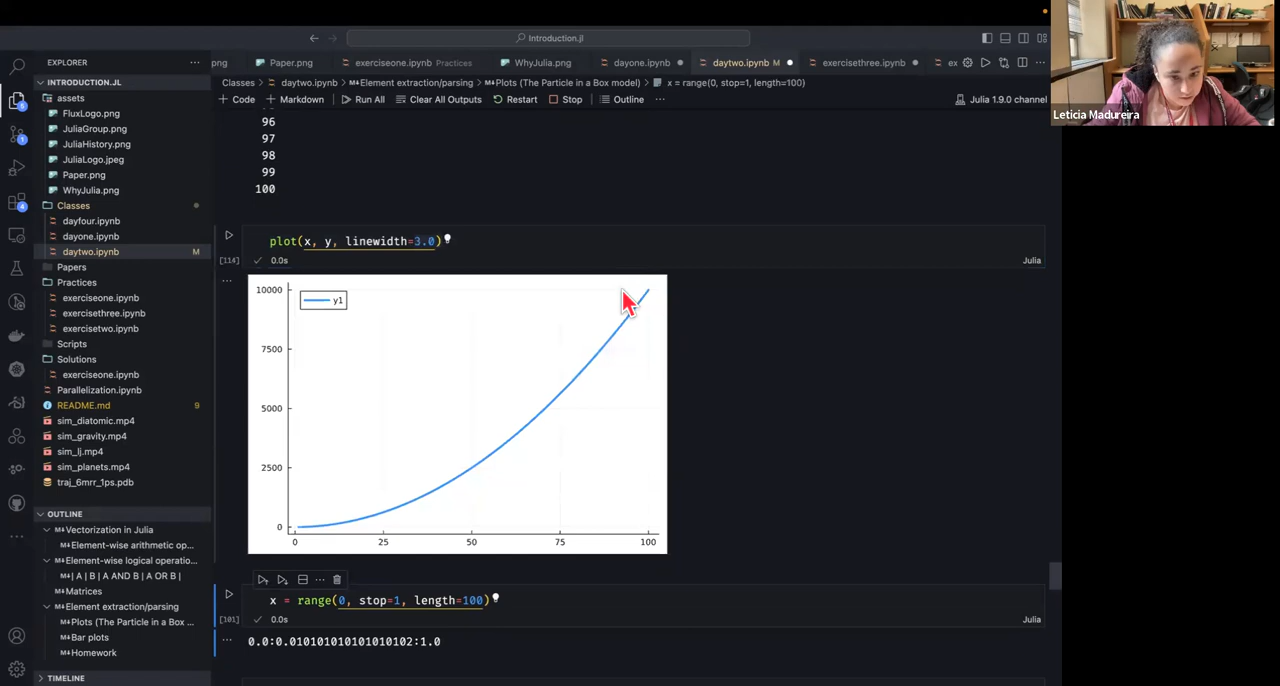 Introduction.jl
EXPLORER
png
Paper.png
exerciseone.ipynb Practices
WhyJulia.png
dayone.ipynb
daytwo.ipynb M
exercisethree.ipynb
ex
INTRODUCTION.JL
Classes > daytwo.ipynb > M↓Element extraction/parsing > M↓Plots (The Particle in a Box model) > x = range(0, stop=1, length=100)
+ Code + Markdown Run All Clear All Outputs Restart Stop Outline ...
Julia 1.9.0 channel
assets
FluxLogo.png
JuliaGroup.png
JuliaHistory.png
JuliaLogo.jpeg
Paper.png
WhyJulia.png
Classes
dayfour.ipynb
dayone.ipynb
daytwo.ipynb M
Papers
Practices
exerciseone.ipynb
exercisethree.ipynb
exercisetwo.ipynb
Scripts
Solutions
exerciseone.ipynb
Parallelization.ipynb
README.md 9
sim_diatomic.mp4
sim_gravity.mp4
sim_lj.mp4
sim_planets.mp4
traj_6mrr_1ps.pdb
OUTLINE
M↓Vectorization in Julia
M↓Element-wise arithmetic op...
M↓Element-wise logical operatio...
M↓| A | B | A AND B | A OR B |
M↓Matrices
M↓Element extraction/parsing
M↓Plots (The Particle in a Box ...
M↓Bar plots
M↓Homework
TIMELINE
5
1
4
96
97
98
99
100
plot(x, y, linewidth=3.0)
[114] ✓ 0.0s
Julia
10000
7500
5000
2500
0
y1
0 25 50 75 100
x = range(0, stop=1, length=100)
[101] ✓ 0.0s
Julia
0.0:0.010101010101010102:1.0
Leticia Madureira